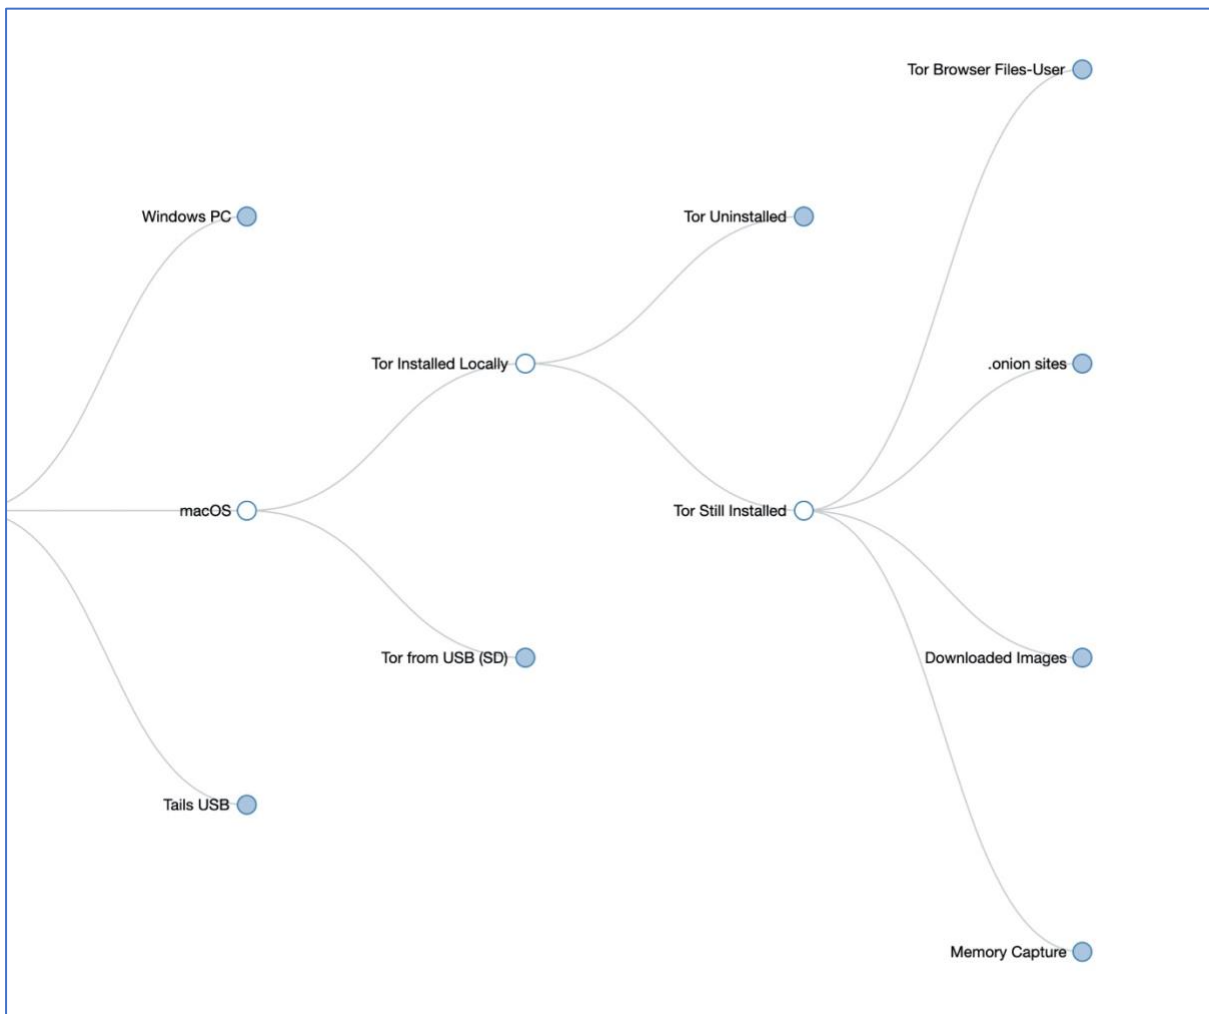 Tor Browser Files-User
Windows PC
Tor Uninstalled
Tor Installed Locally
.onion sites
macOS
Tor Still Installed
Tor from USB (SD)
Downloaded Images
Tails USB
Memory Capture